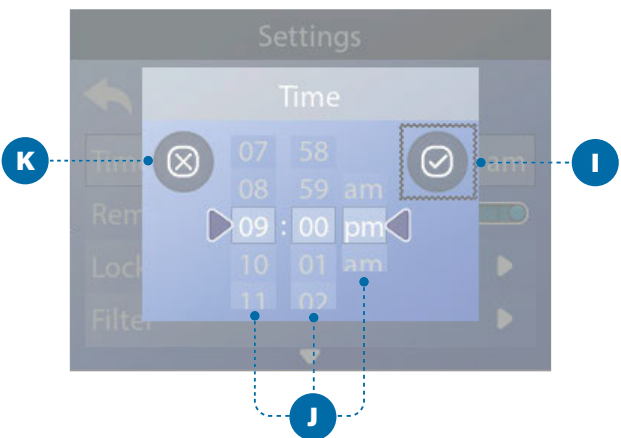 Settings
Time
K
I
07 58
Time am
08 59 am
Rem
09 : 00 pm
Lock 10 01 am
11 02
Filter
J